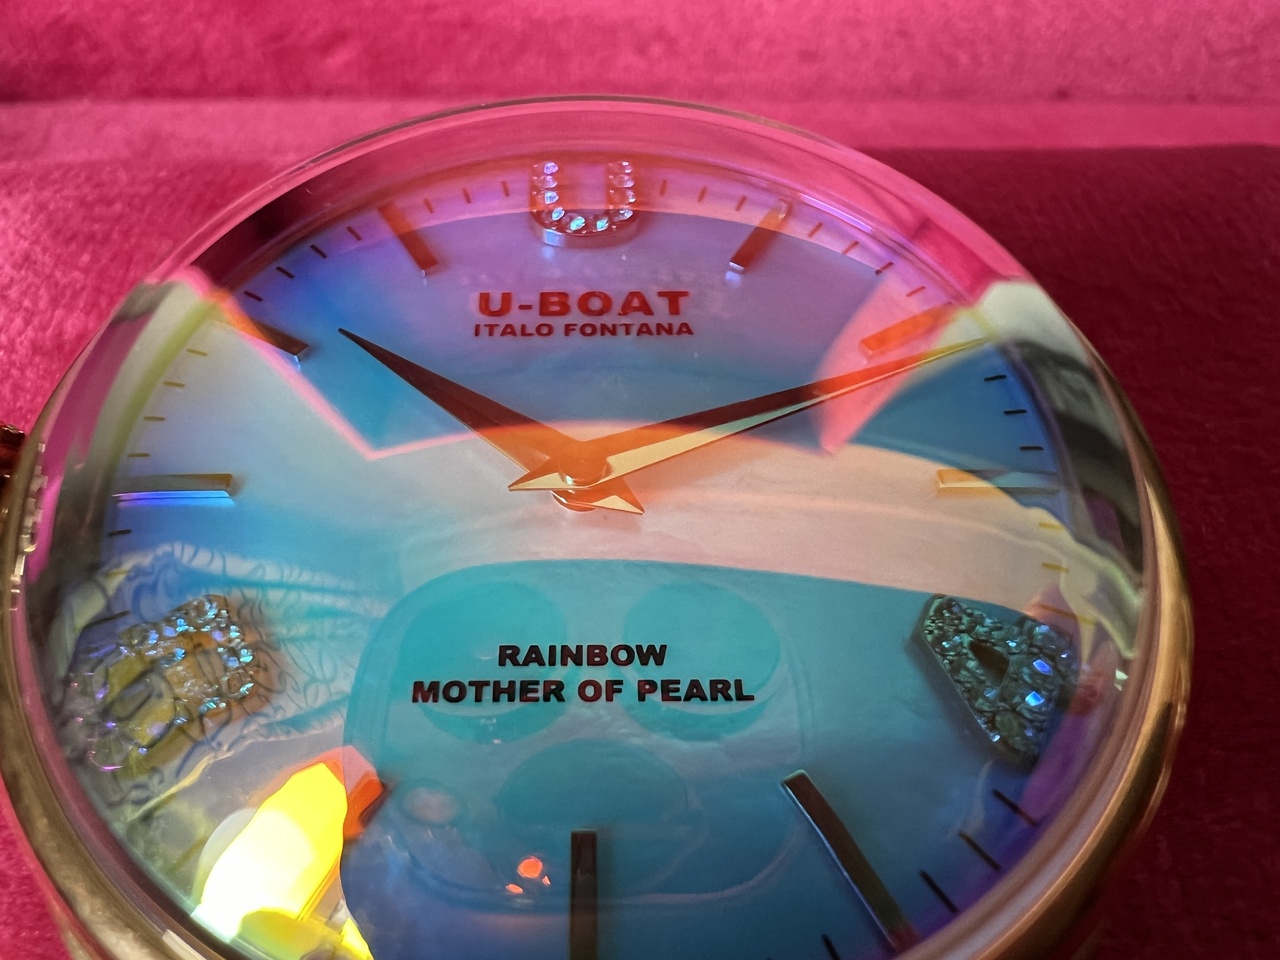 U
U-BOAT
ITALO FONTANA
RAINBOW
MOTHER OF PEARL